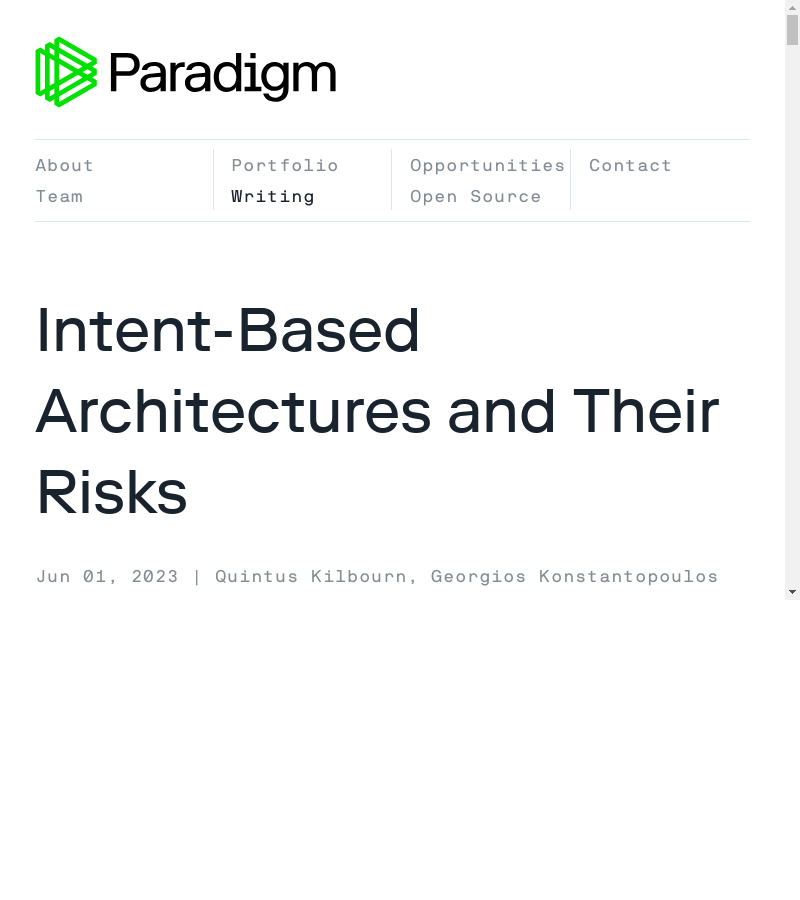 Paradigm
About
Team
Portfolio
Writing
Opportunities
Open Source
Contact
Intent-Based
Architectures and Their
Risks
Jun 01, 2023 | Quintus Kilbourn, Georgios Konstantopoulos